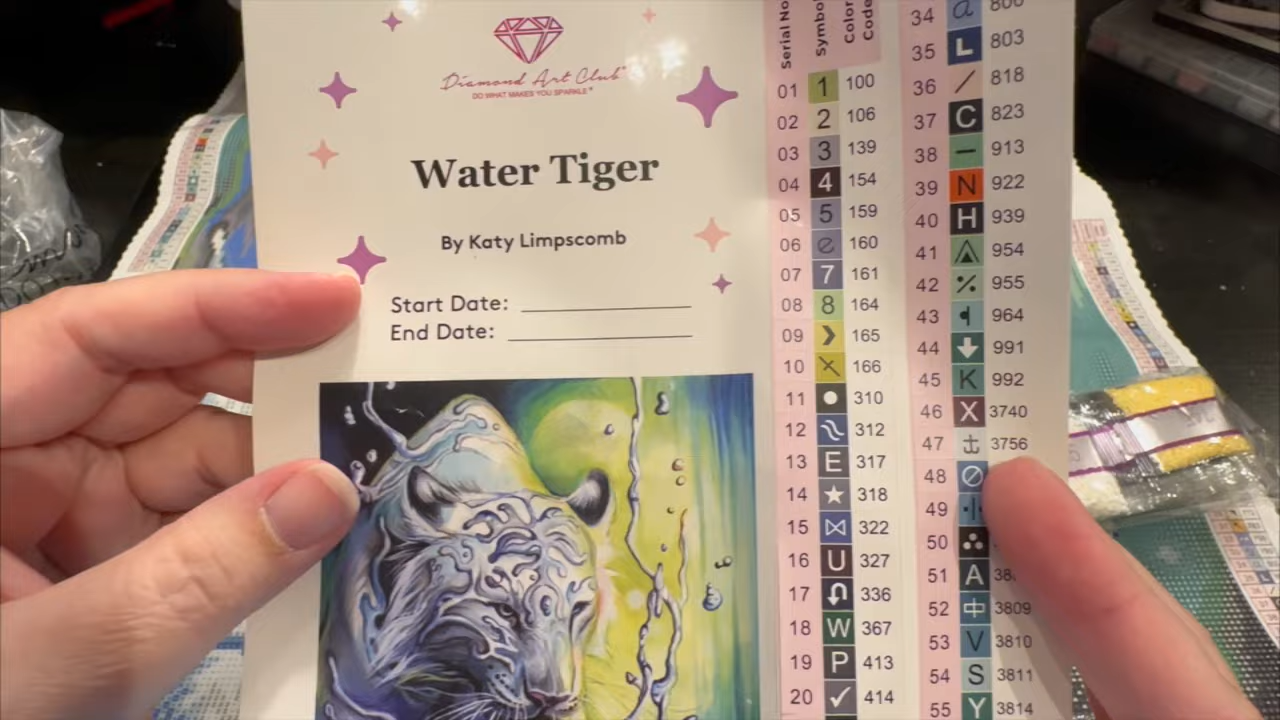 Diamond Art Club
DO WHAT MAKES YOU SPARKLE
Water Tiger
By Katy Limpscomb
Start Date:
End Date:
Serial No
Symbol
Color
Code
01 1 100
02 2 106
03 3 139
04 4 154
05 5 159
06 e 160
07 7 161
08 8 164
09 165
10 166
11 310
12 312
13 E 317
14 ★ 318
15 322
16 U 327
17 336
18 W 367
19 P 413
20 ✓ 414
34 a
35 L 803
36 / 818
37 C 823
38 – 913
39 N 922
40 H 939
41 954
42 ٪ 955
43 964
44 991
45 K 992
46 X 3740
47 ⚓ 3756
48
49
50
51 A
52 3809
53 V 3810
54 S 3811
55 Y 3814